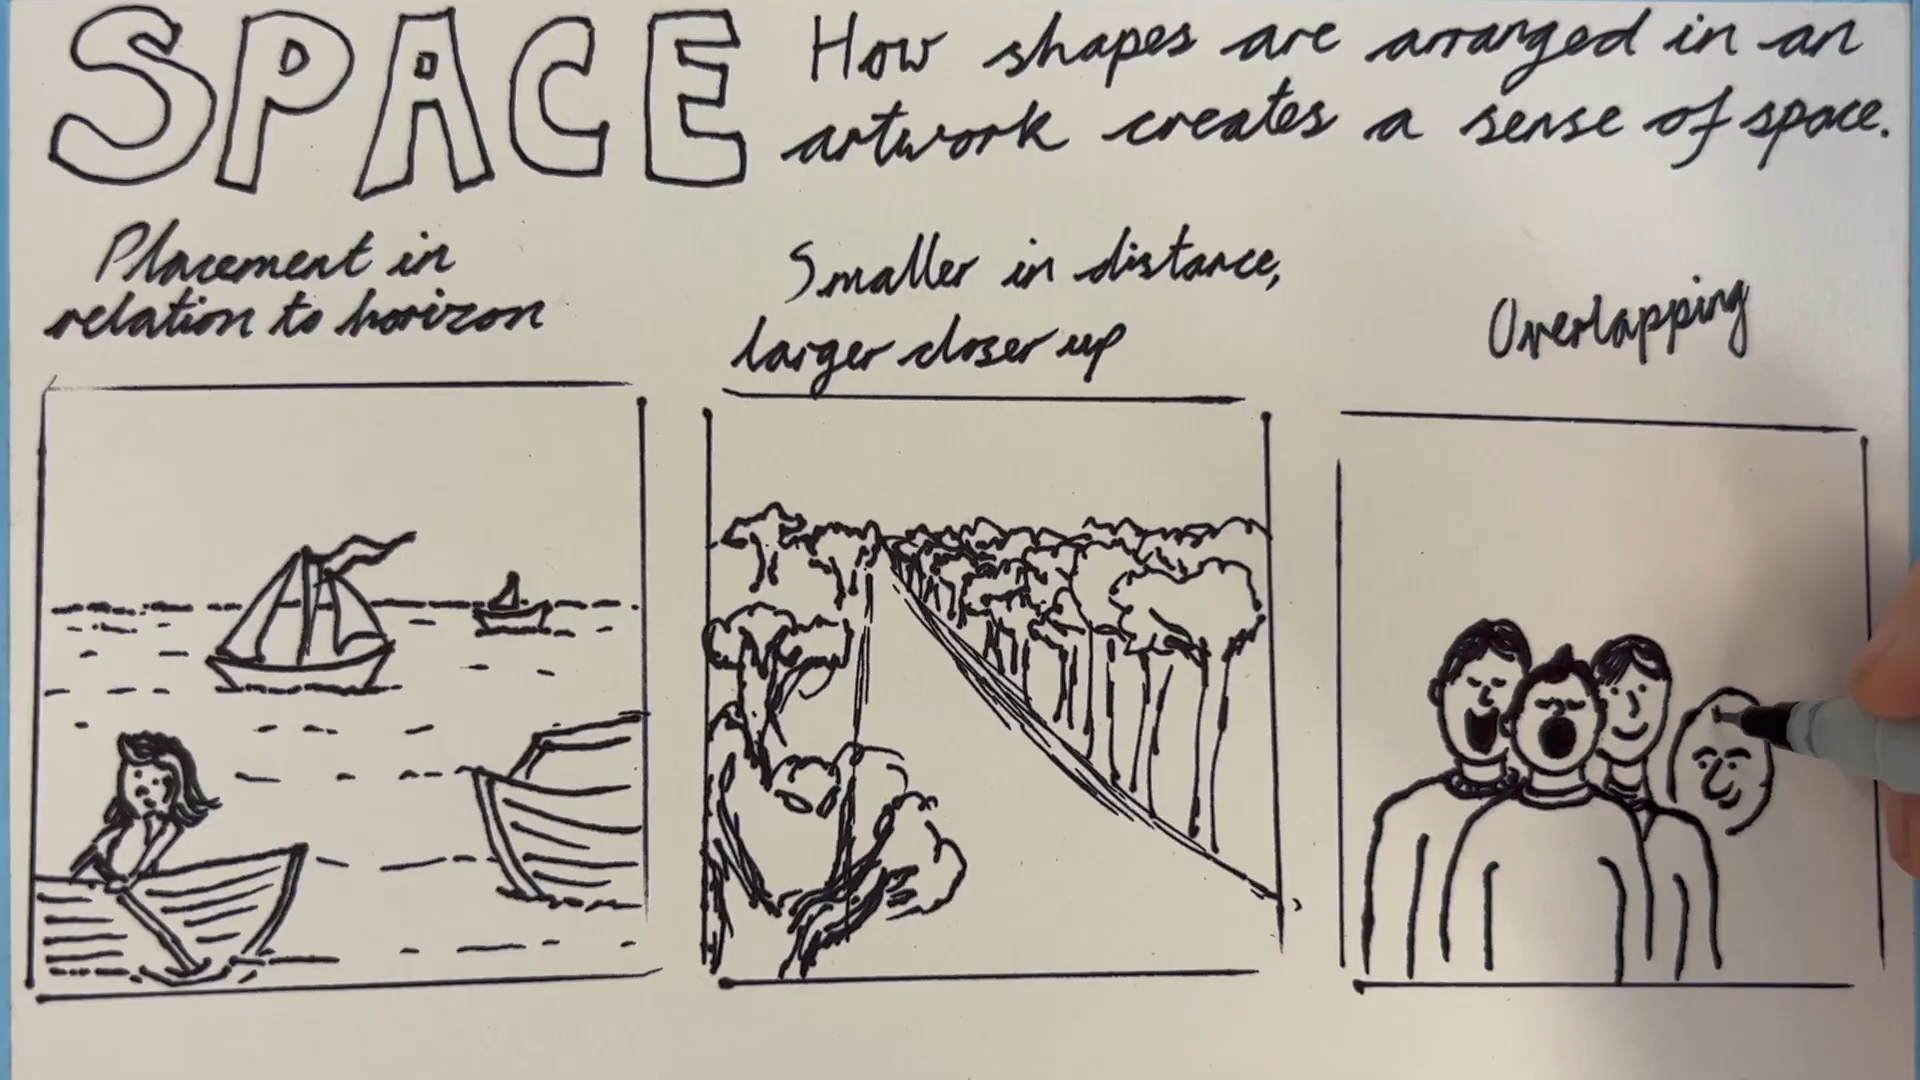 SPACE
How shapes are arranged in an
artwork creates a sense of space.
Placement in
relation to horizon
Smaller in distance,
larger closer up
Overlapping